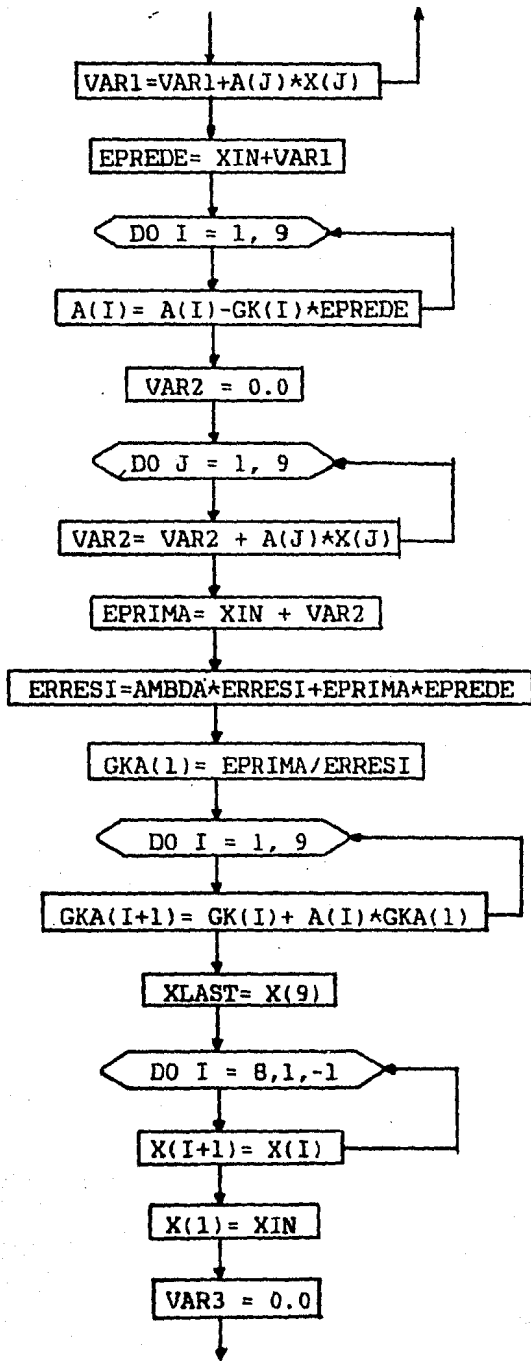 VAR1=VAR1+A(J)*X(J)
EPREDE= XIN+VAR1
DO I = 1, 9
A(I)= A(I)-GK(I)*EPREDE
VAR2 = 0.0
DO J = 1, 9
VAR2= VAR2 + A(J)*X(J)
EPRIMA= XIN + VAR2
ERRESI=AMBDA*ERRESI+EPRIMA*EPREDE
GKA(1)= EPRIMA/ERRESI
DO I = 1, 9
GKA(I+1)= GK(I)+ A(I)*GKA(1)
XLAST= X(9)
DO I = 8,1,-1
X(I+1)= X(I)
X(1)= XIN
VAR3 = 0.0